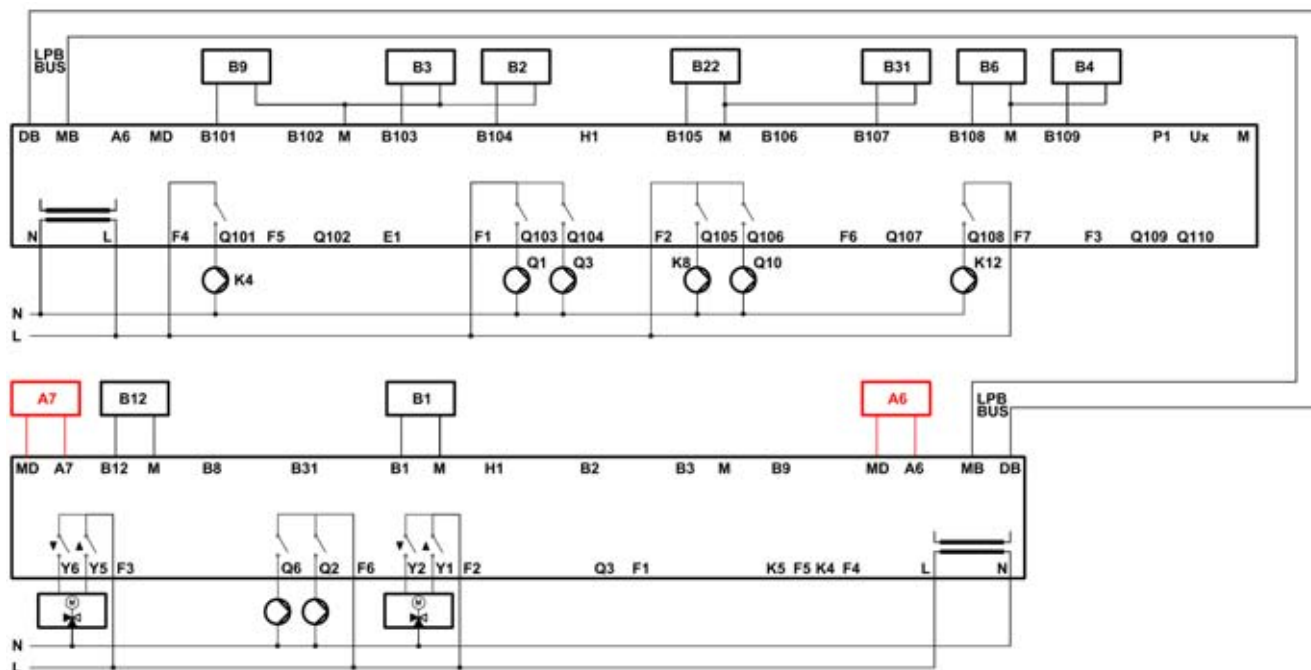 LPB
BUS
B9 B3 B2 B22 B31 B6 B4
DB MB A6 MD B101 B102 M B103 B104 H1 B105 M B106 B107 B108 M B109 P1 Ux M
N L F4 Q101 F5 Q102 E1 F1 Q103 Q104 F2 Q105 Q106 F6 Q107 Q108 F7 F3 Q109 Q110
K4 Q1 Q3 K8 Q10 K12
N
L
A7 B12 B1 A6 LPB
BUS
MD A7 B12 M B8 B31 B1 M H1 B2 B3 M B9 MD A6 MB DB
Y6 Y5 F3 Q6 Q2 F6 Y2 Y1 F2 Q3 F1 K5 F5 K4 F4 L N
M M
N
L